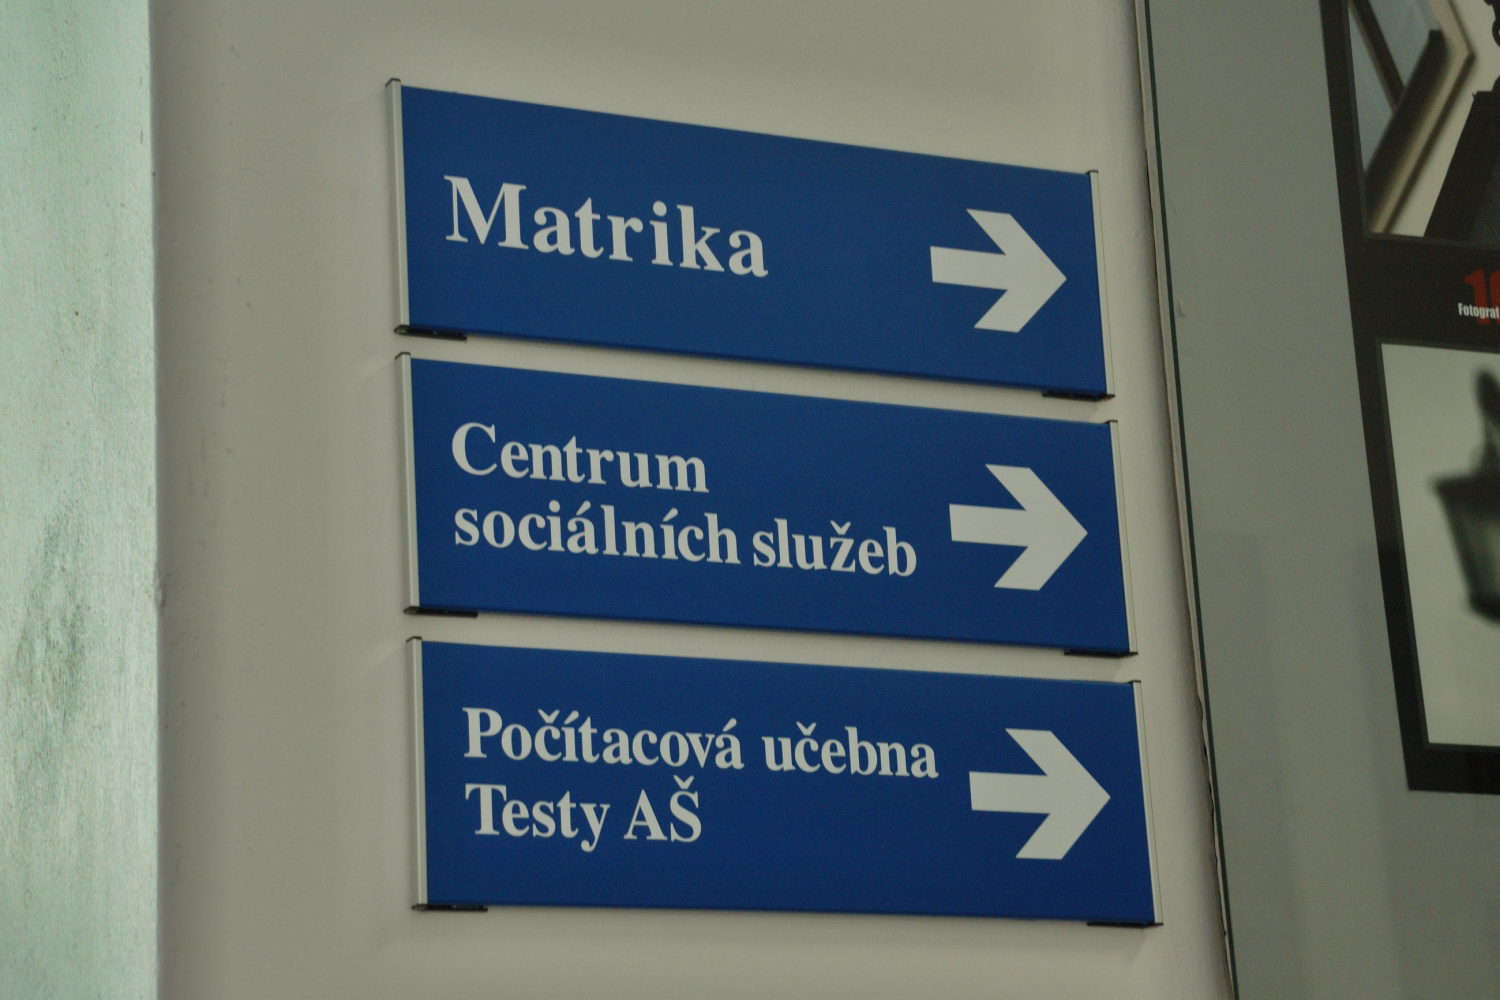 Matrika
Centrum
sociálních služeb
Počítacová učebna
Testy AŠ